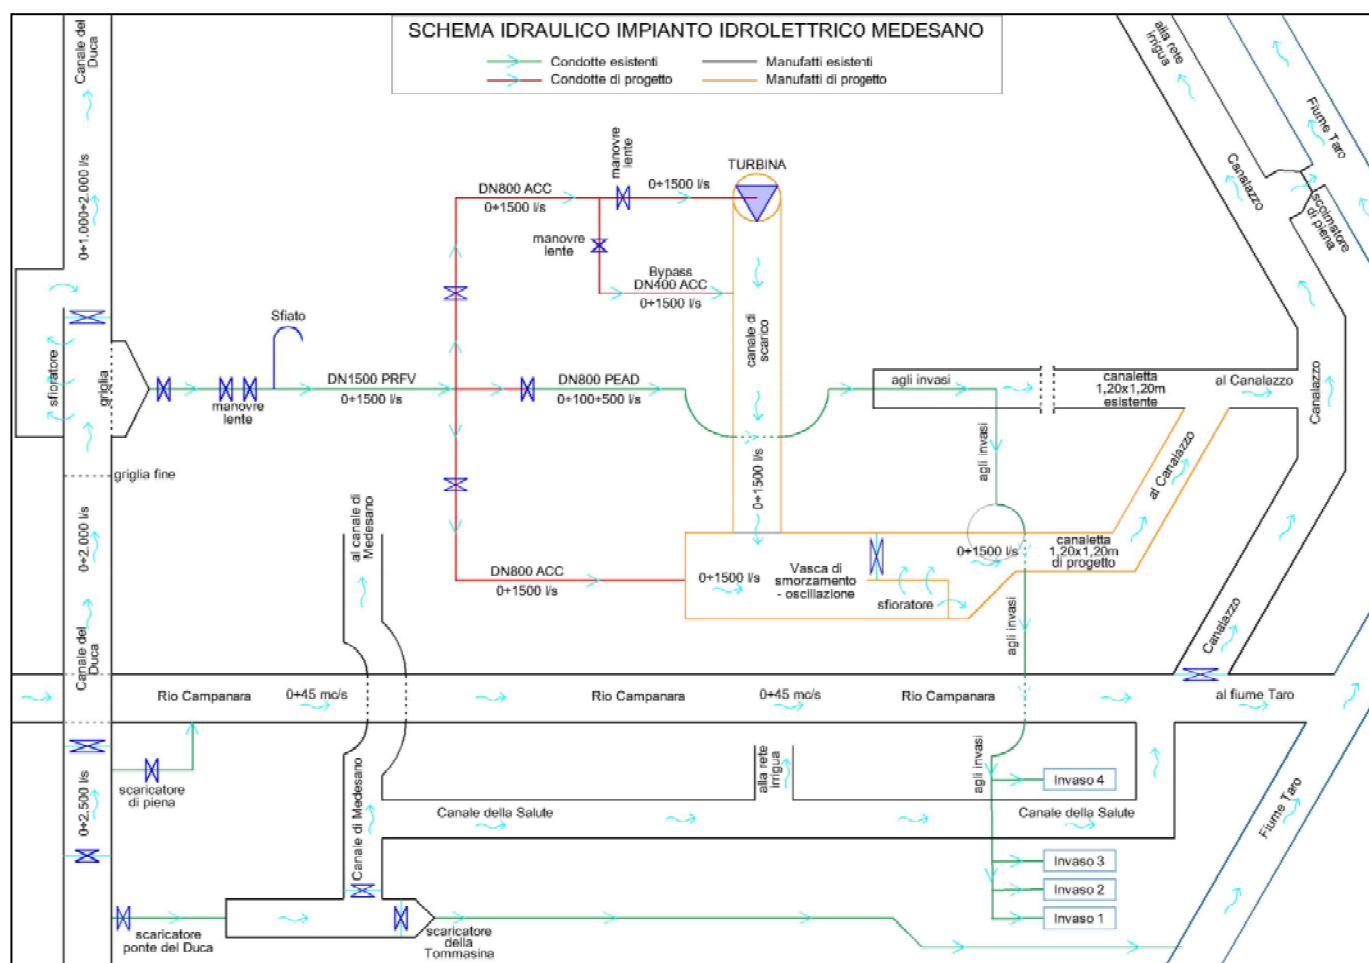 SCHEMA IDRAULICO IMPIANTO IDROLETTRICO MEDESANO
Condotte esistenti
Manufatti esistenti
Condotte di progetto
Manufatti di progetto
Canale del
Duca
0÷1.000÷2.000 l/s
sfioratore
griglia
griglia fine
0÷2.000 l/s
Canale del
Duca
0÷2.500 l/s
manovre
lente
Sfiato
DN1500 PRFV
0÷1500 l/s
DN800 ACC
0÷1500 l/s
manovre
lente
0÷1500 l/s
TURBINA
manovre
lente
Bypass
DN400 ACC
0÷1500 l/s
canale di
scarico
0÷1500 l/s
DN800 PEAD
0÷100÷500 l/s
agli invasi
canaletta
1,20x1,20m
esistente
al Canalazzo
agli invasi
al Canalazzo
DN800 ACC
0÷1500 l/s
0÷1500 l/s
Vasca di
smorzamento
- oscillazione
sfioratore
0÷1500 l/s
canaletta
1,20x1,20m
di progetto
agli invasi
alla rete
irrigua
Fiume Taro
Canalazzo
scolmatore
di piena
Canalazzo
Canalazzo
al canale di
Medesano
Rio Campanara
0÷45 mc/s
Rio Campanara
0÷45 mc/s
Rio Campanara
al fiume Taro
scaricatore
di piena
Canale di Medesano
alla rete
irrigua
agli invasi
Invaso 4
Canale della Salute
Canale della Salute
Fiume Taro
Invaso 3
Invaso 2
Invaso 1
scaricatore
ponte del Duca
scaricatore
della
Tommasina